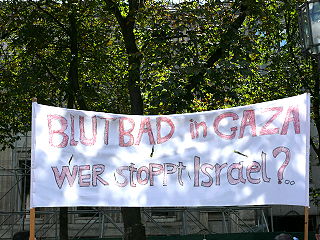 BLUTBAD in GAZA
WER STOPPT ISRAEL?..